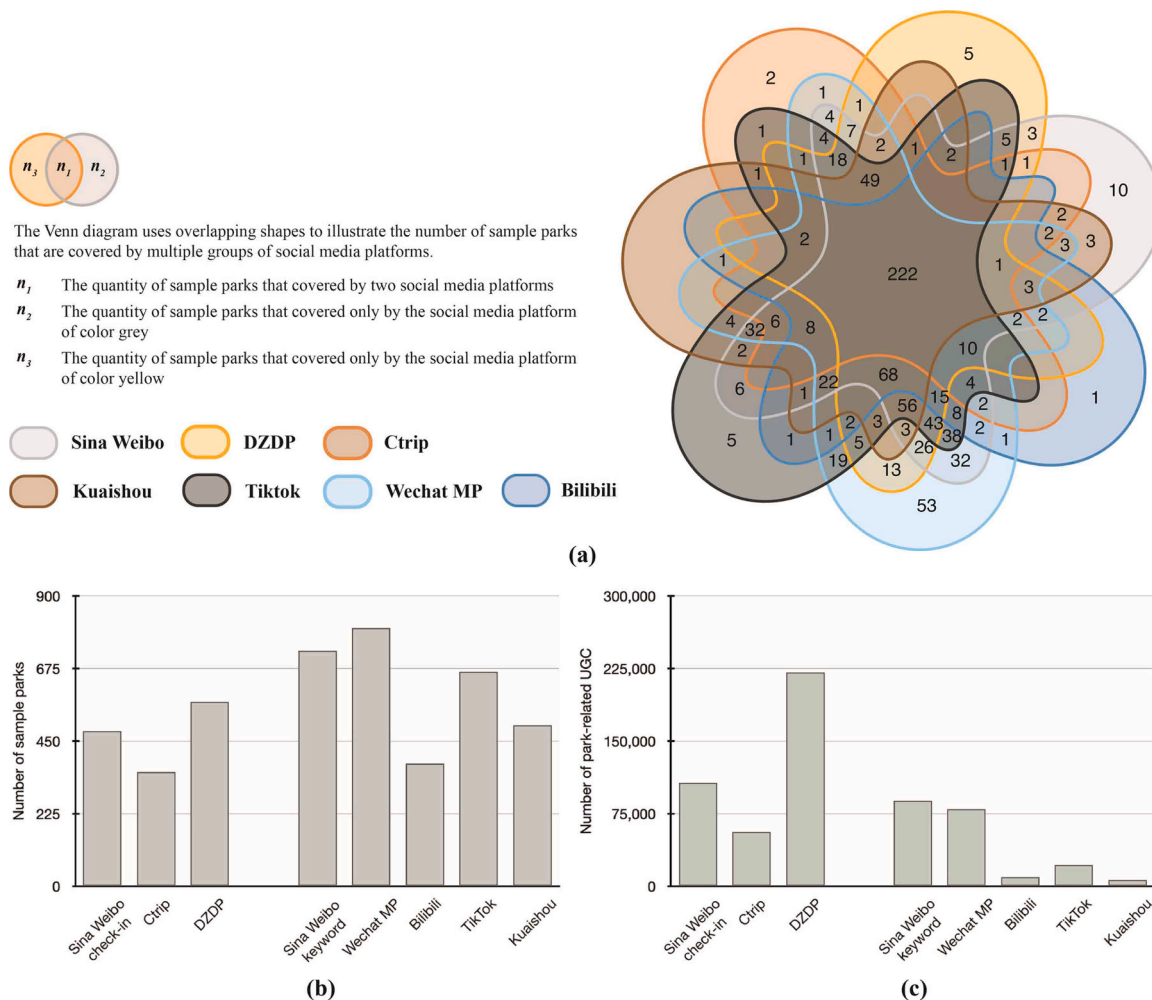 n3 n1 n2
The Venn diagram uses overlapping shapes to illustrate the number of sample parks
that are covered by multiple groups of social media platforms.
n1 The quantity of sample parks that covered by two social media platforms
n2 The quantity of sample parks that covered only by the social media platform
of color grey
n3 The quantity of sample parks that covered only by the social media platform
of color yellow
Sina Weibo DZDP Ctrip
Kuaishou Tiktok Wechat MP Bilibili
5
2
1
4 1
1 4 7 2 1 2 5 3
1 18 1 1 10
1 49
2 2 3 3
2 1
222
1 3
4 32 6 8 2 2
2 10
6 22 68 4
1 56 15 8 2 1
5 1 1 2 3 3 43 38 2 1
19 5 26 32
13
53
(a)
900
675
450
225
0
Number of sample parks
Sina Weibo
check-in
Ctrip
DZDP
Sina Weibo
keyword
Wechat MP
Bilibili
TikTok
Kuaishou
(b)
300,000
225,000
150,000
75,000
0
Number of park-related UGC
Sina Weibo
check-in
Ctrip
DZDP
Sina Weibo
keyword
Wechat MP
Bilibili
TikTok
Kuaishou
(c)